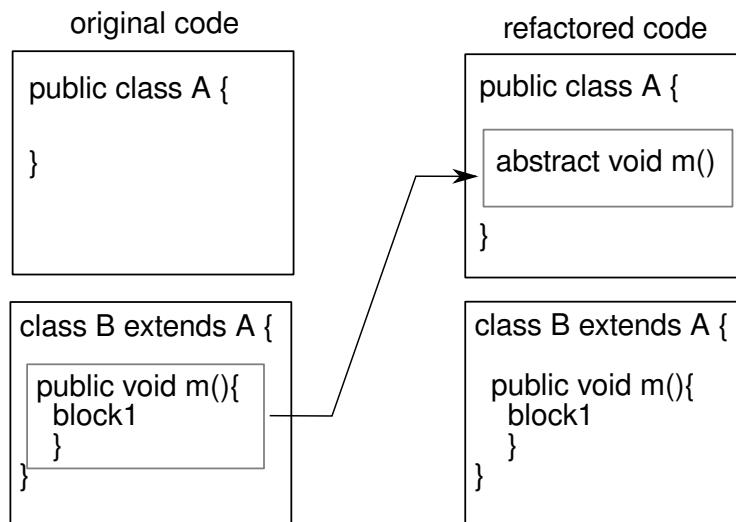 original code
public class A {
}
class B extends A {
public void m(){
block1
}
}
refactored code
public class A {
abstract void m()
}
class B extends A {
public void m(){
block1
}
}